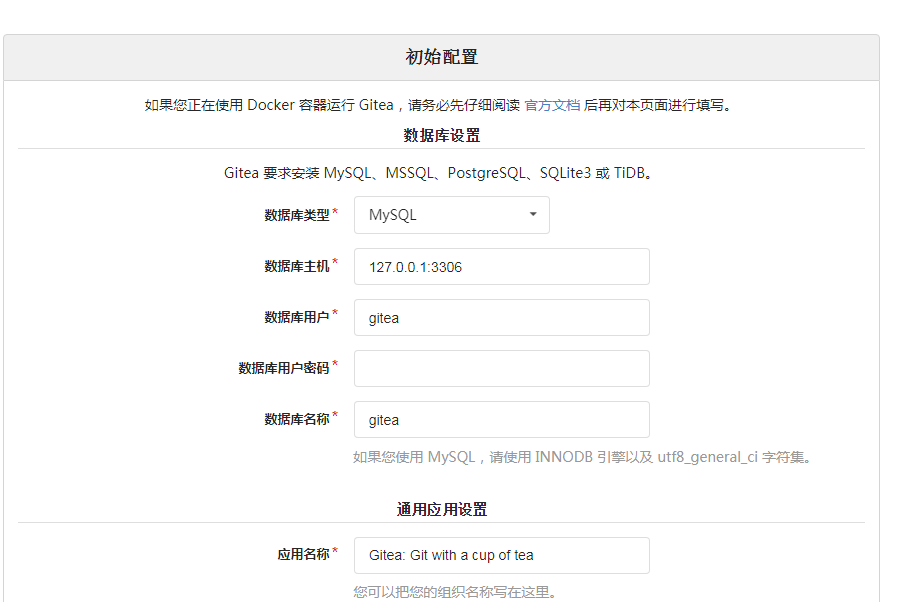 初始配置
如果您正在使用 Docker 容器运行 Gitea，请务必先仔细阅读 官方文档 后再对本页面进行填写。
数据库设置
Gitea 要求安装 MySQL、MSSQL、PostgreSQL、SQLite3 或 TiDB。
数据库类型* MySQL
数据库主机* 127.0.0.1:3306
数据库用户* gitea
数据库用户密码*
数据库名称* gitea
如果您使用 MySQL，请使用 INNODB 引擎以及 utf8_general_ci 字符集。
通用应用设置
应用名称* Gitea: Git with a cup of tea
您可以把您的组织名称写在这里。